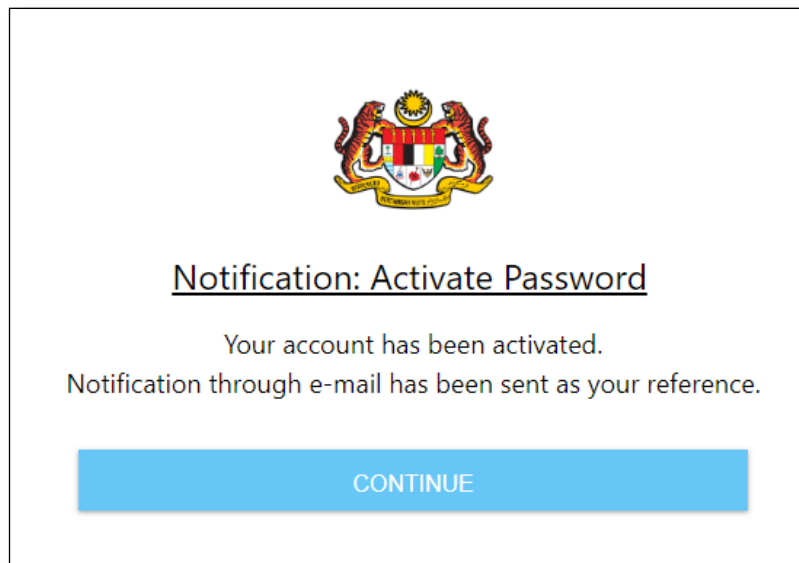 Notification: Activate Password
Your account has been activated.
Notification through e-mail has been sent as your reference.
CONTINUE